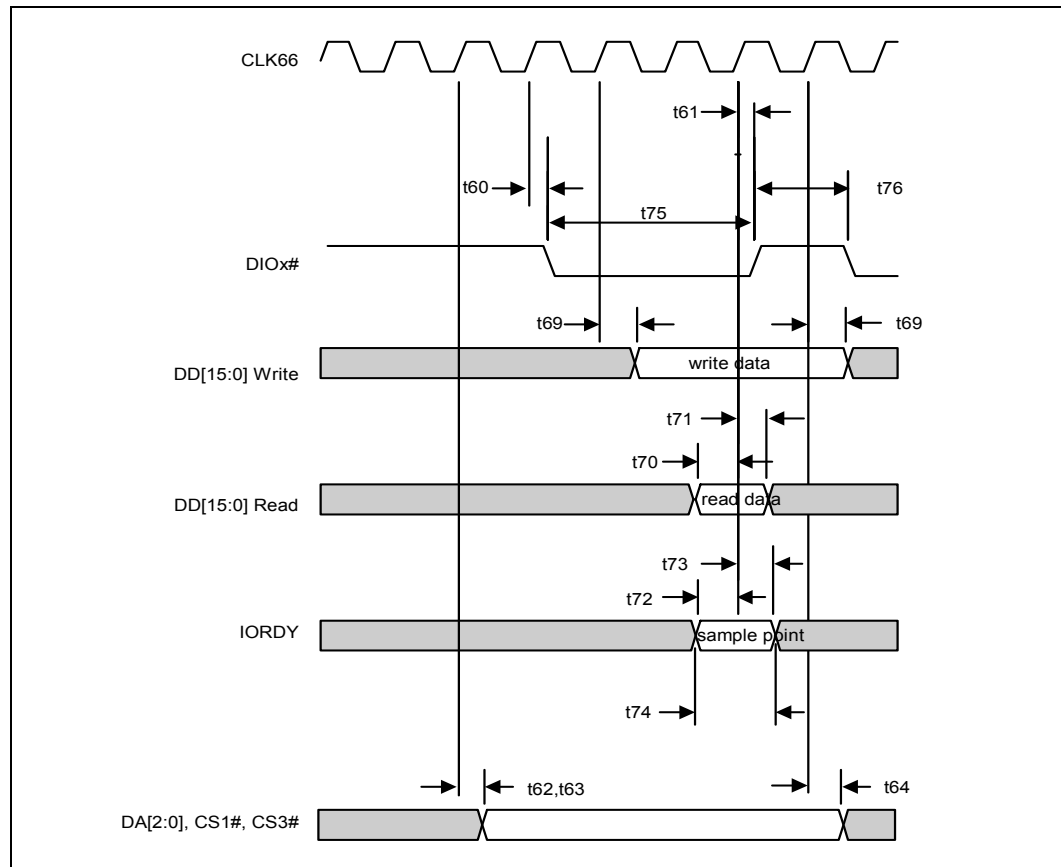 CLK66
t61
t60
t76
t75
DIOx#
t69
t69
DD[15:0] Write
write data
t71
t70
DD[15:0] Read
read data
t73
t72
IORDY
sample point
t74
t62,t63
t64
DA[2:0], CS1#, CS3#